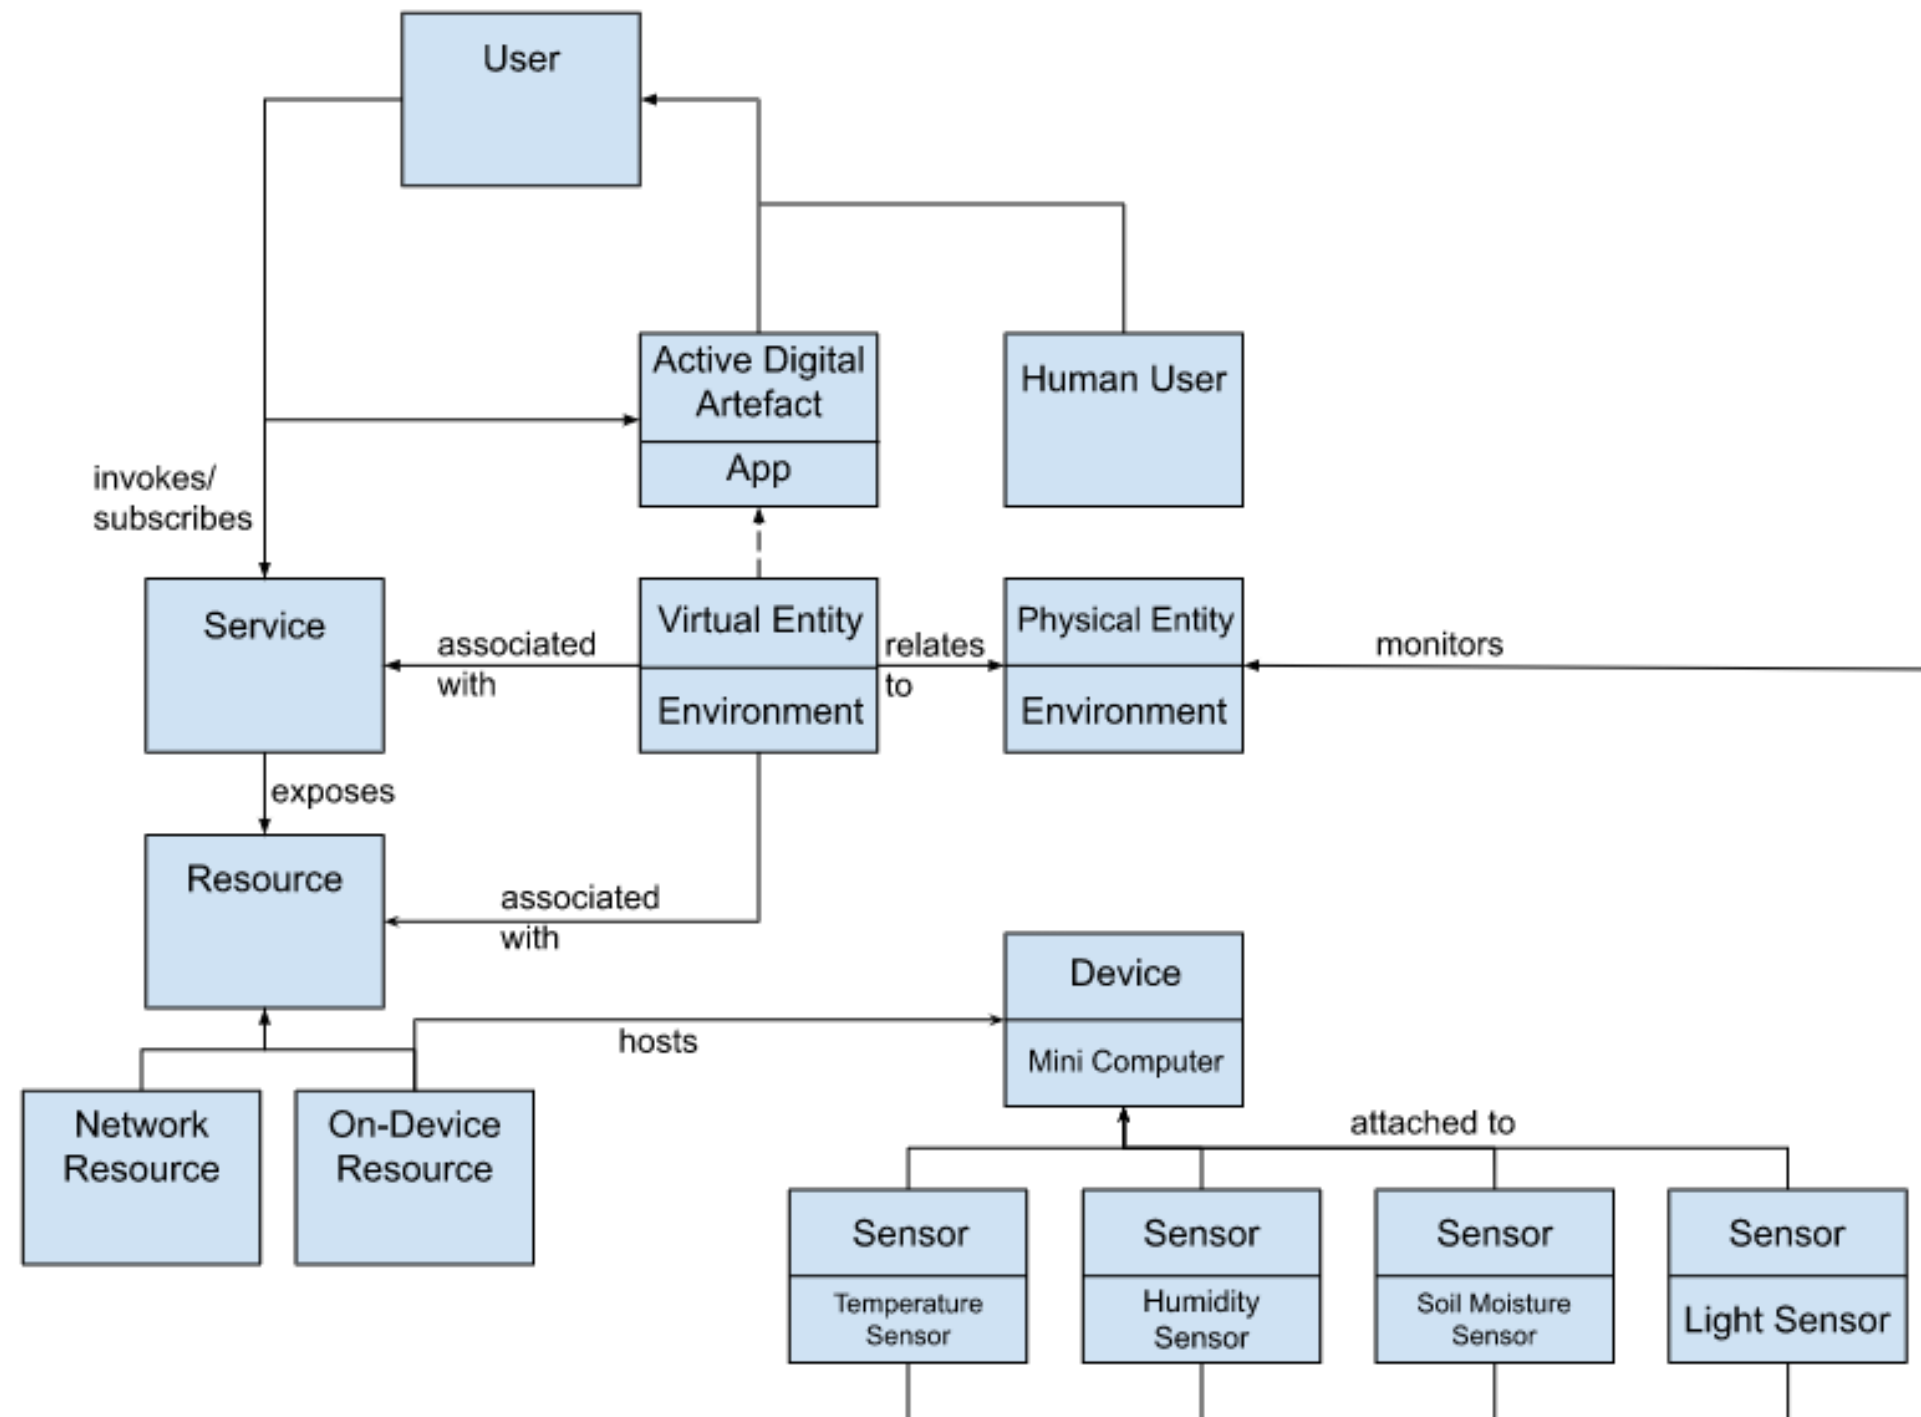 User
Active Digital
Artefact
App
Human User
invokes/
subscribes
Service
associated
with
Virtual Entity
Environment
relates
to
Physical Entity
Environment
monitors
exposes
Resource
associated
with
Device
Mini Computer
hosts
Network
Resource
On-Device
Resource
attached to
Sensor
Temperature
Sensor
Sensor
Humidity
Sensor
Sensor
Soil Moisture
Sensor
Sensor
Light Sensor